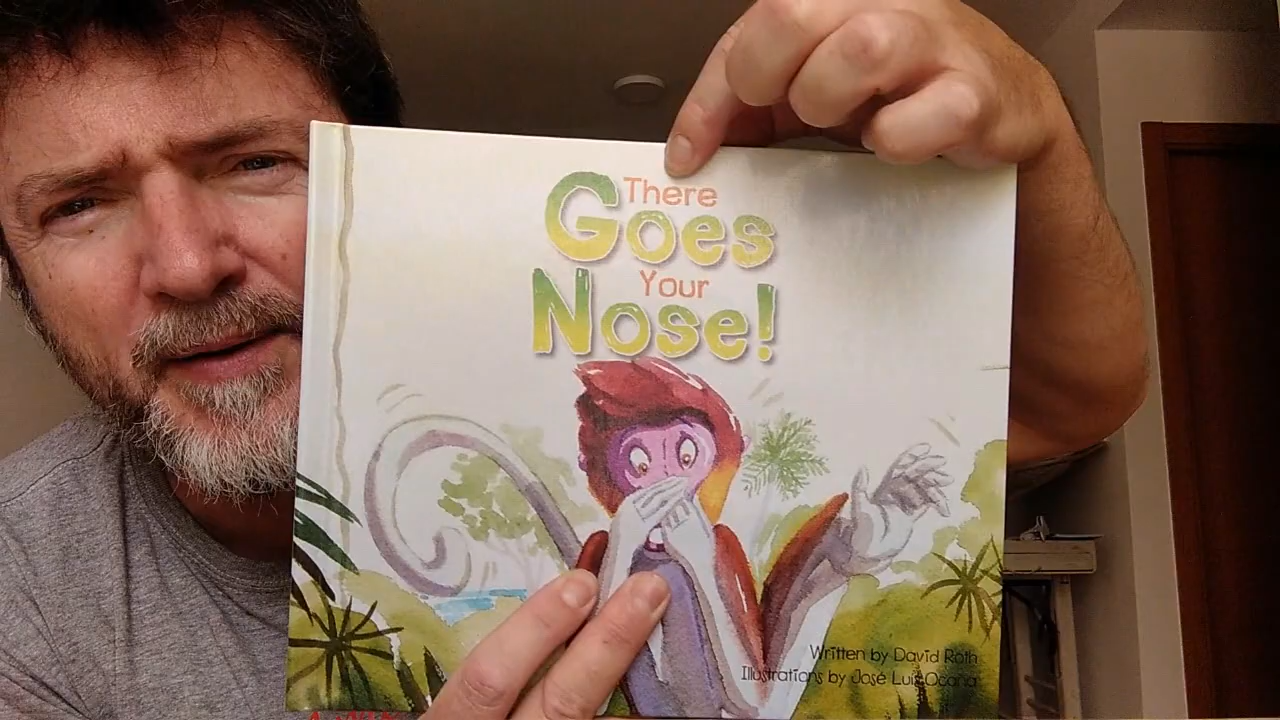 There
Goes
Your
Nose!
Written by David Roth
Illustrations by José Luis Ocaña